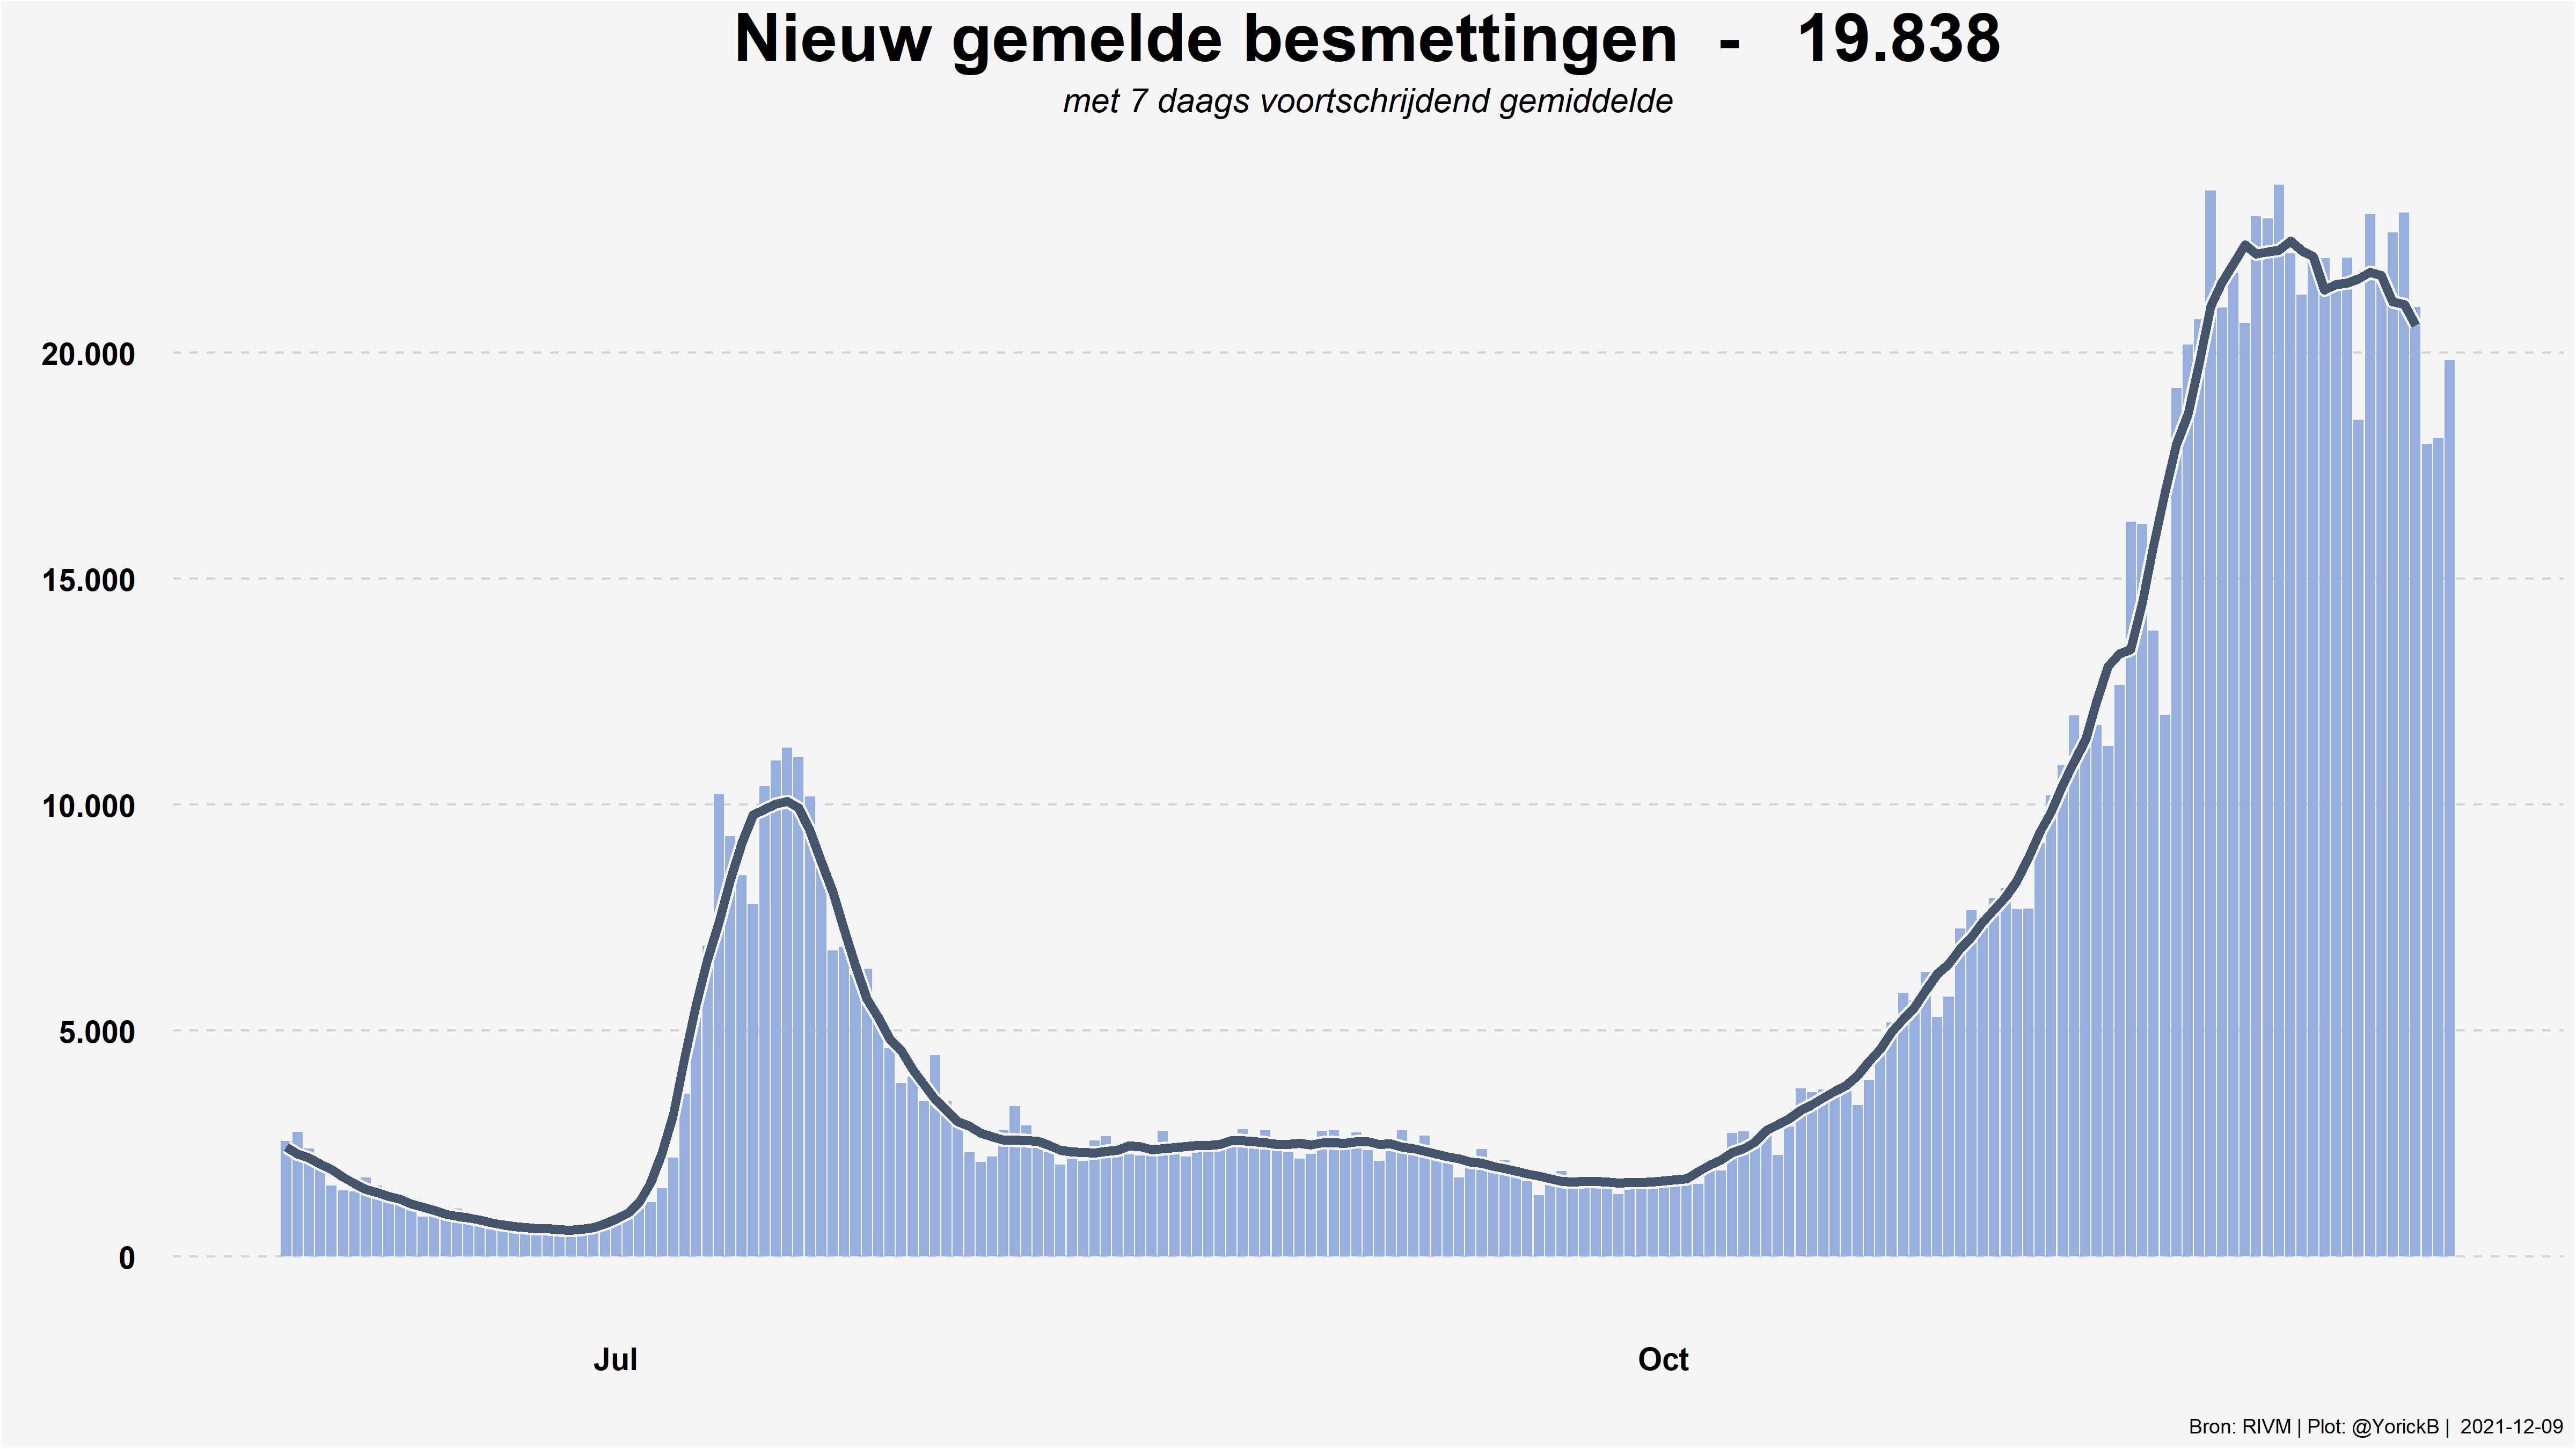 Nieuw gemelde besmettingen - 19.838
met 7 daags voortschrijdend gemiddelde
20.000
15.000
10.000
5.000
0
Jul Oct
Bron: RIVM | Plot: @YorickB | 2021-12-09